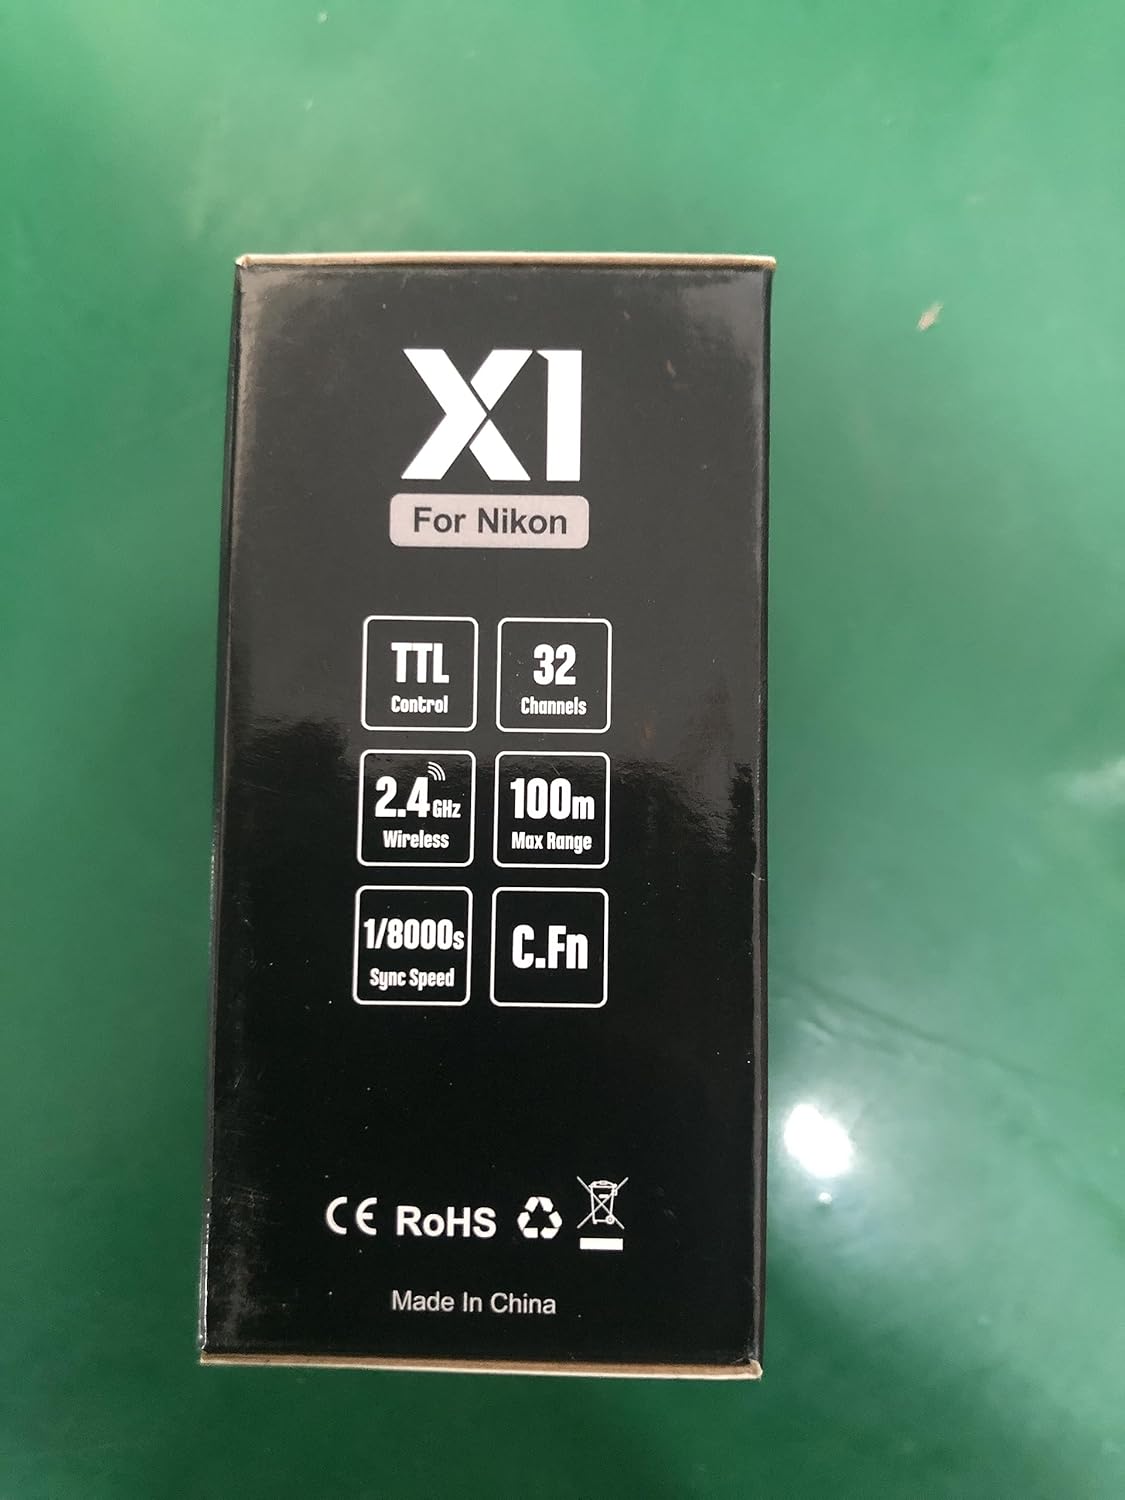 X1
For Nikon
TTL
Control
32
Channels
2.4GHz
Wireless
100m
Max Range
1/8000s
Sync Speed
C.Fn
CE RoHS
Made In China